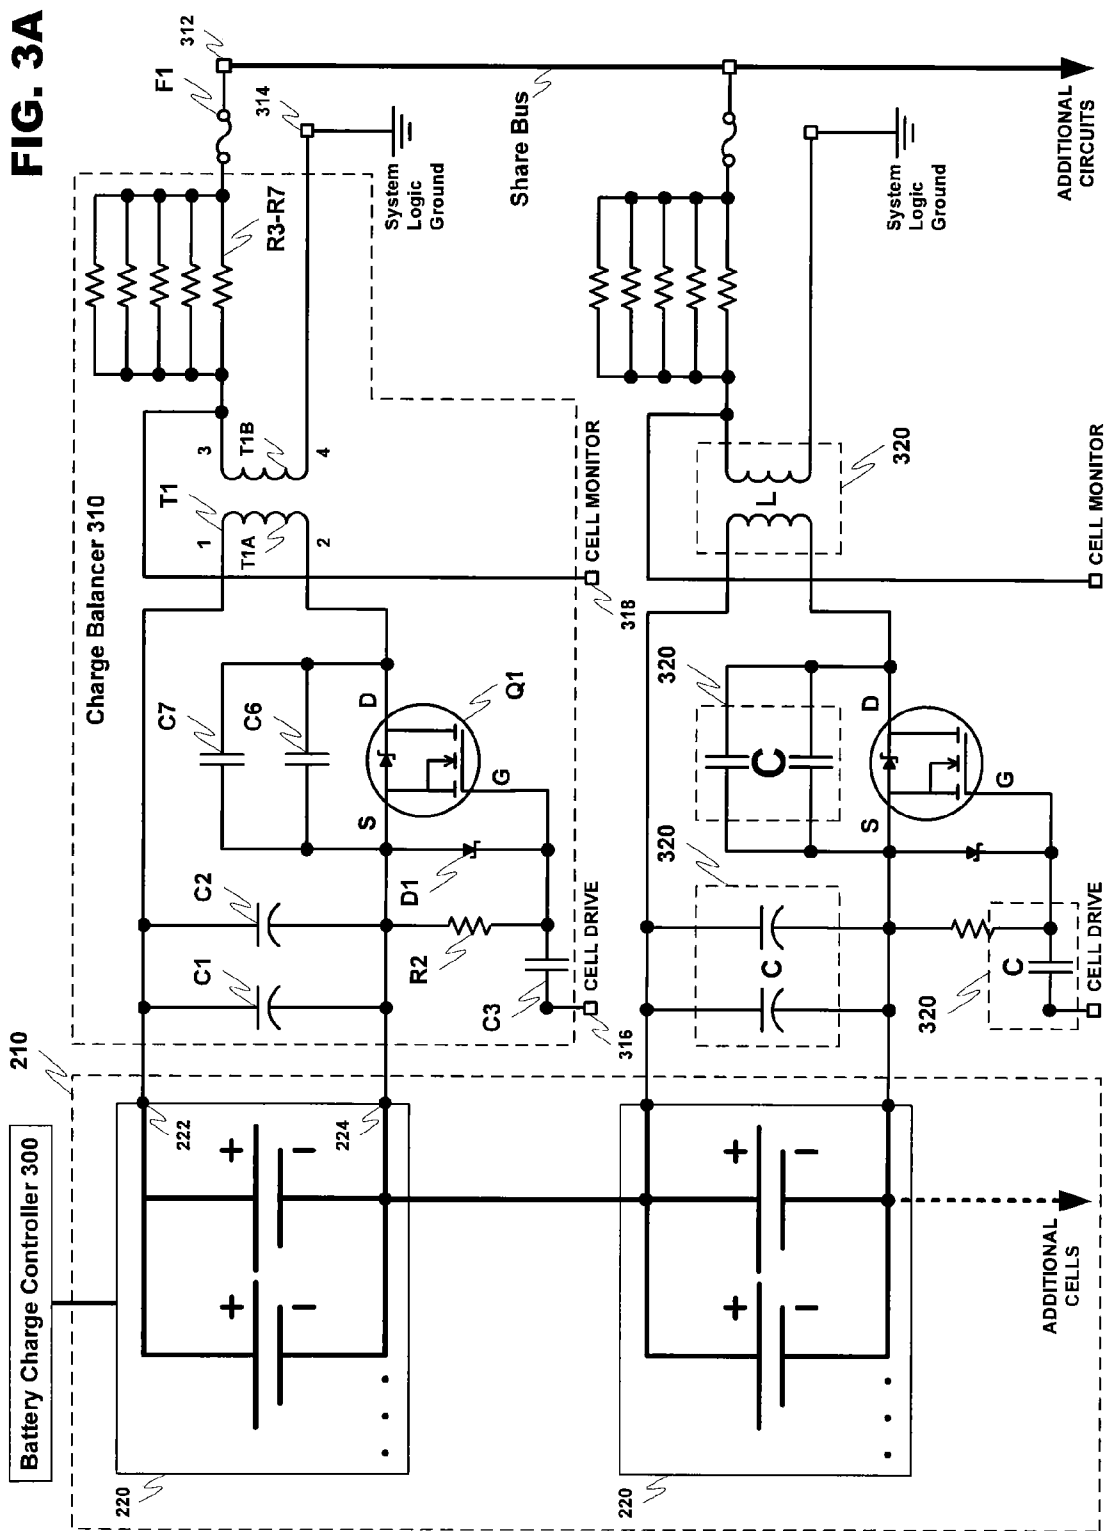 FIG. 3A
Battery Charge Controller 300
210
Charge Balancer 310
220
222
224
+
−
+
−
C1
C2
C7
C6
S
D
G
Q1
D1
R2
C3
316
CELL DRIVE
T1
1
2
T1A
3
4
T1B
318
CELL MONITOR
R3-R7
F1
312
314
System
Logic
Ground
Share Bus
220
+
−
+
−
320
C
320
C
320
C
S
D
G
CELL DRIVE
L
320
CELL MONITOR
System
Logic
Ground
ADDITIONAL
CELLS
ADDITIONAL
CIRCUITS